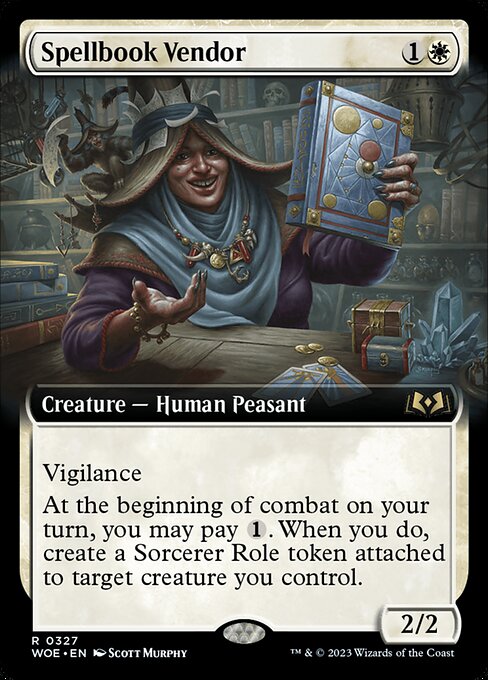 Spellbook Vendor 1
Creature — Human Peasant
Vigilance
At the beginning of combat on your
turn, you may pay 1. When you do,
create a Sorcerer Role token attached
to target creature you control.
2/2
R 0327
WOE • EN Scott Murphy ™ & © 2023 Wizards of the Coast